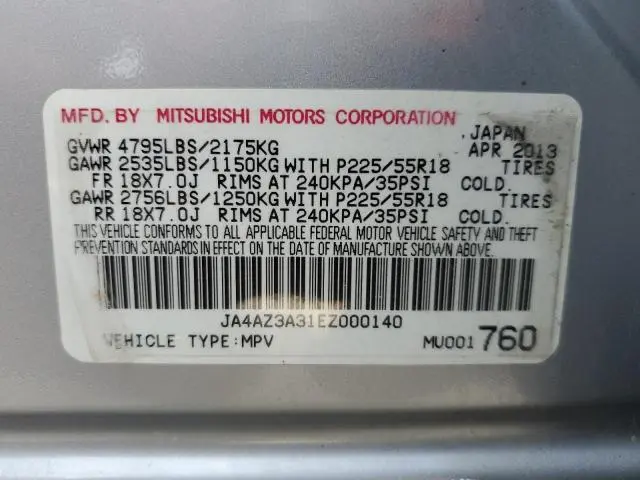 MFD. BY MITSUBISHI MOTORS CORPORATION
JAPAN
GVWR 4795LBS/2175KG APR 2013
GAWR 2535LBS/1150KG WITH P225/55R18 TIRES
FR 18X7.0J RIMS AT 240KPA/35PSI COLD.
GAWR 2756LBS/1250KG WITH P225/55R18 TIRES
RR 18X7.0J RIMS AT 240KPA/35PSI COLD.
THIS VEHICLE CONFORMS TO ALL APPLICABLE FEDERAL MOTOR VEHICLE SAFETY AND THEFT
PREVENTION STANDARDS IN EFFECT ON THE DATE OF MANUFACTURE SHOWN ABOVE.
JA4AZ3A31EZ000140
VEHICLE TYPE:MPV MU001760